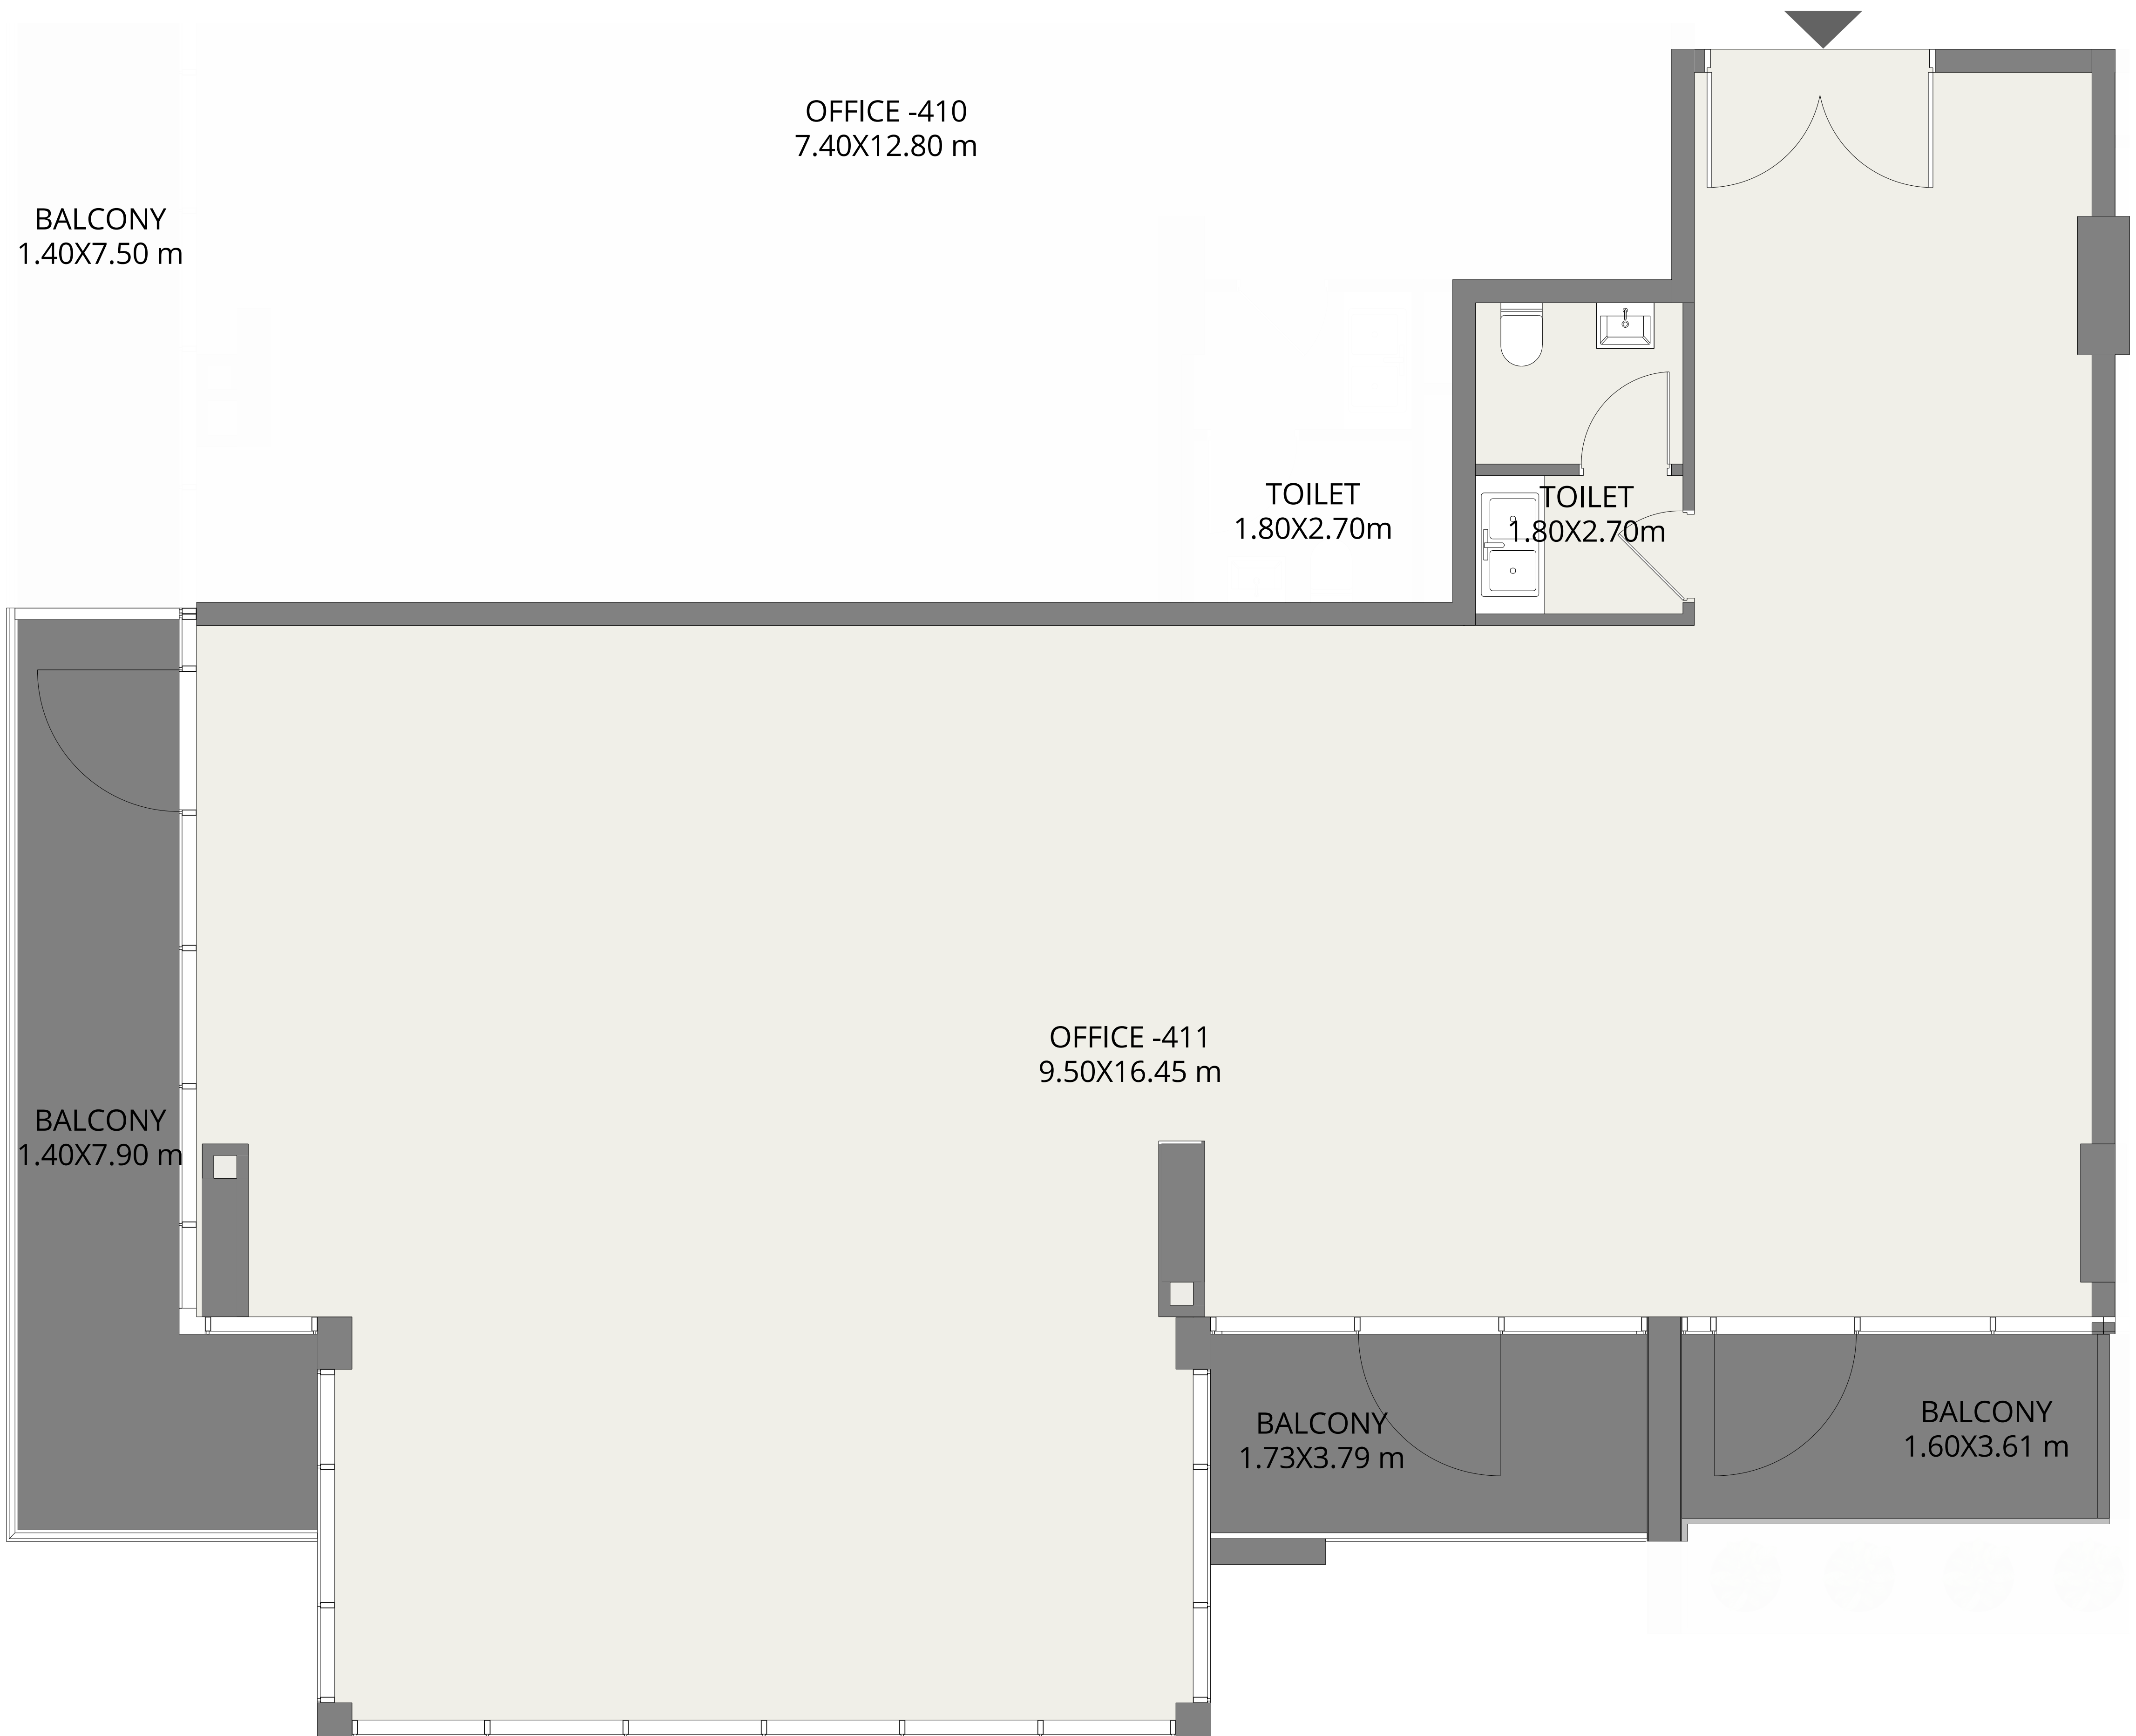 OFFICE -410
7.40X12.80 m
BALCONY
1.40X7.50 m
TOILET
1.80X2.70m
TOILET
1.80X2.70m
OFFICE -411
9.50X16.45 m
BALCONY
1.40X7.90 m
BALCONY
1.73X3.79 m
BALCONY
1.60X3.61 m